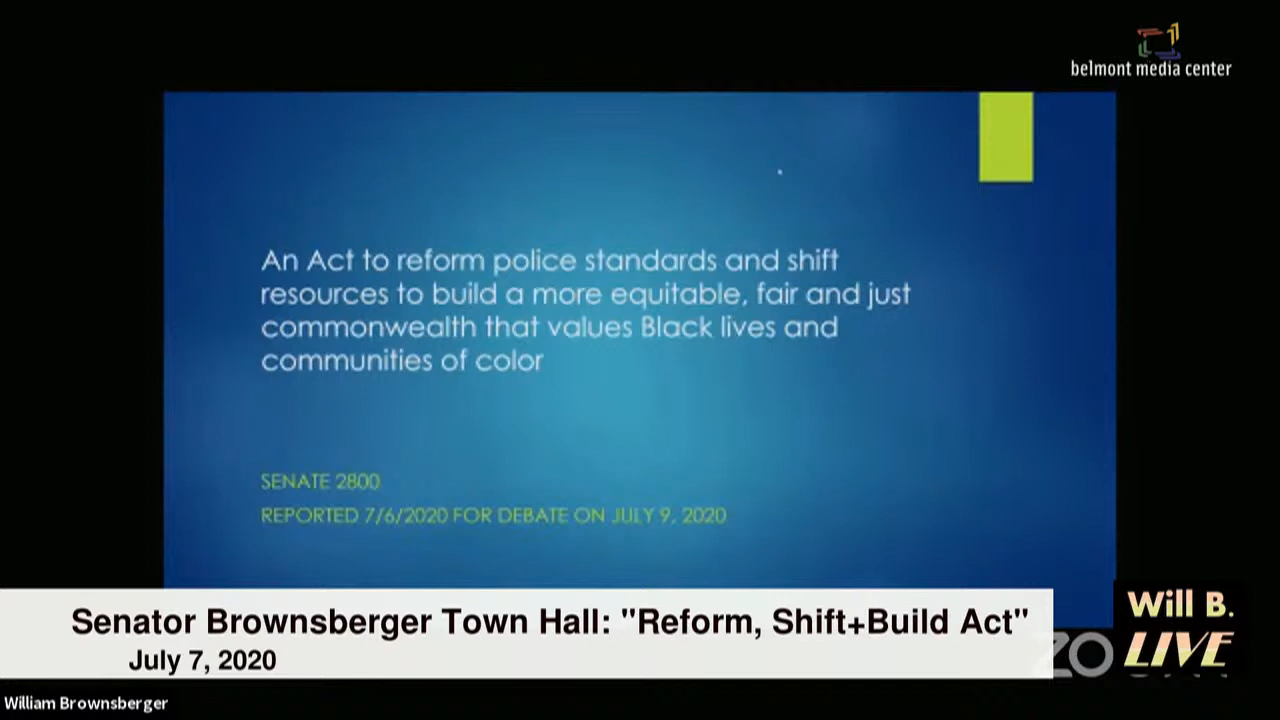 belmont media center
An Act to reform police standards and shift
resources to build a more equitable, fair and just
commonwealth that values Black lives and
communities of color
SENATE 2800
REPORTED 7/6/2020 FOR DEBATE ON JULY 9, 2020
Senator Brownsberger Town Hall: "Reform, Shift+Build Act"
July 7, 2020
Will B.
LIVE
William Brownsberger